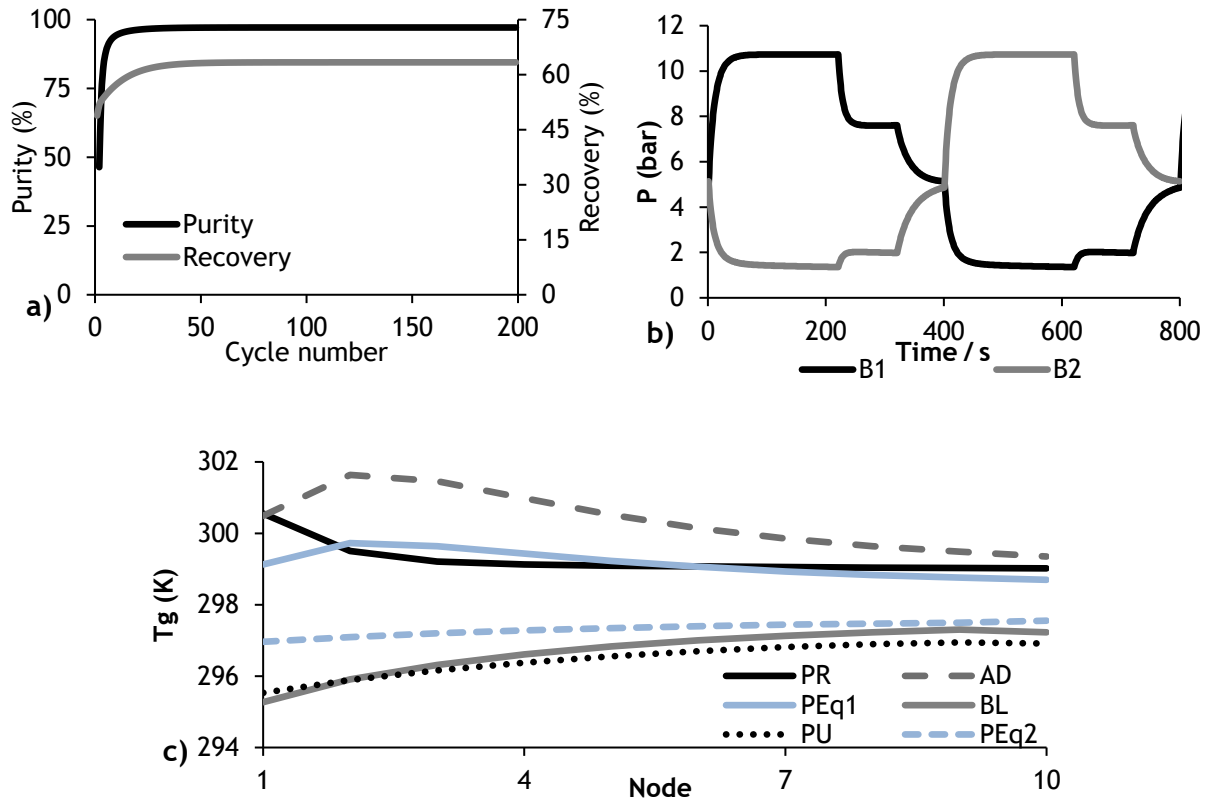 100
75
50
25
0
Purity (%)
75
60
45
30
15
0
Recovery (%)
Purity
Recovery
0 50 100 150 200
Cycle number
a)
12
10
8
6
4
2
0
P (bar)
0 200 400 600 800
Time / s
b)
B1 B2
302
300
298
296
294
Tg (K)
PR AD
PEq1 BL
PU PEq2
c)
1 4 7 10
Node